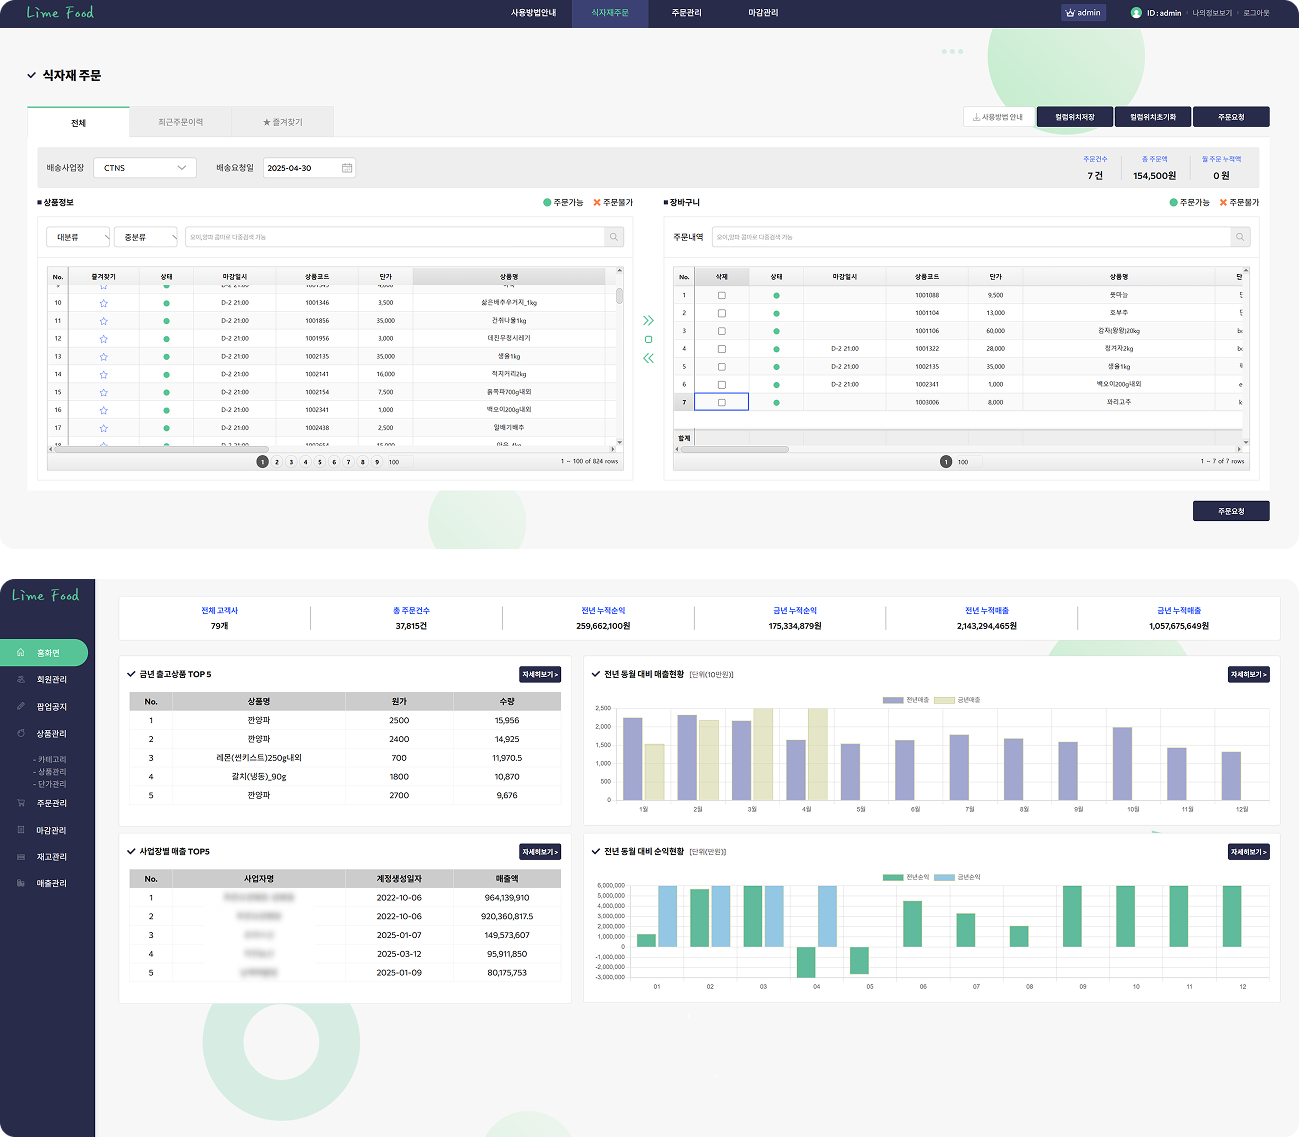 Lime Food
사용방법안내
식자재주문
주문관리
마감관리
admin
ID : admin
나의정보보기
로그아웃
식자재 주문
전체
최근주문이력
★ 즐겨찾기
사용방법 안내
컬럼위치저장
컬럼위치초기화
주문요청
배송사업장
CTNS
배송요청일
2025-04-30
주문건수
7 건
총 주문액
154,500원
월 주문 누적액
0 원
■ 상품정보
주문가능
주문불가
대분류
중분류
오이,양파 콤마로 다중검색 가능
No. 즐겨찾기 상태 마감일시 상품코드 단가 상품명
10 D-2 21:00 1001346 3,500 삶은배추우거지_1kg
11 D-2 21:00 1001856 35,000 건취나물1kg
12 D-2 21:00 1001956 3,000 데친무청시레기
13 D-2 21:00 1002135 35,000 생율1kg
14 D-2 21:00 1002141 16,000 적치커리2kg
15 D-2 21:00 1002154 7,500 흙쪽파700g내외
16 D-2 21:00 1002341 1,000 백오이200g내외
17 D-2 21:00 1002438 2,500 알배기배추
1 2 3 4 5 6 7 8 9 100
1 ~ 100 of 824 rows
■ 장바구니
주문가능
주문불가
주문내역
오이,양파 콤마로 다중검색 가능
No. 삭제 상태 마감일시 상품코드 단가 상품명 단
1 1001088 9,500 풋마늘
2 1001104 13,000 호부추
3 1001106 60,000 감자(왕왕)20kg
4 D-2 21:00 1001322 28,000 청겨자2kg
5 D-2 21:00 1002135 35,000 생율1kg
6 D-2 21:00 1002341 1,000 백오이200g내외
7 1003006 8,000 꽈리고추
합계
1 100
1 ~ 7 of 7 rows
주문요청
Lime Food
홈화면
회원관리
팝업공지
상품관리
- 카테고리
- 상품관리
- 단가관리
주문관리
마감관리
재고관리
매출관리
전체 고객사
79개
총 주문건수
37,815건
전년 누적순익
259,662,100원
금년 누적순익
175,334,879원
전년 누적매출
2,143,294,465원
금년 누적매출
1,057,675,649원
금년 출고상품 TOP 5
자세히보기 >
No. 상품명 원가 수량
1 깐양파 2500 15,956
2 깐양파 2400 14,925
3 레몬(썬키스트)250g내외 700 11,970.5
4 갈치(냉동)_90g 1800 10,870
5 깐양파 2700 9,676
전년 동월 대비 매출현황 [단위(10만원)]
자세히보기 >
전년매출 금년매출
2,500
2,000
1,500
1,000
500
0
1월 2월 3월 4월 5월 6월 7월 8월 9월 10월 11월 12월
사업장별 매출 TOP5
자세히보기 >
No. 사업자명 계정생성일자 매출액
1 2022-10-06 964,139,910
2 2022-10-06 920,360,817.5
3 2025-01-07 149,573,607
4 2025-03-12 95,911,850
5 2025-01-09 80,175,753
전년 동월 대비 순익현황 [단위(만원)]
자세히보기 >
전년순익 금년순익
6,000,000
5,000,000
4,000,000
3,000,000
2,000,000
1,000,000
0
-1,000,000
-2,000,000
-3,000,000
01 02 03 04 05 06 07 08 09 10 11 12